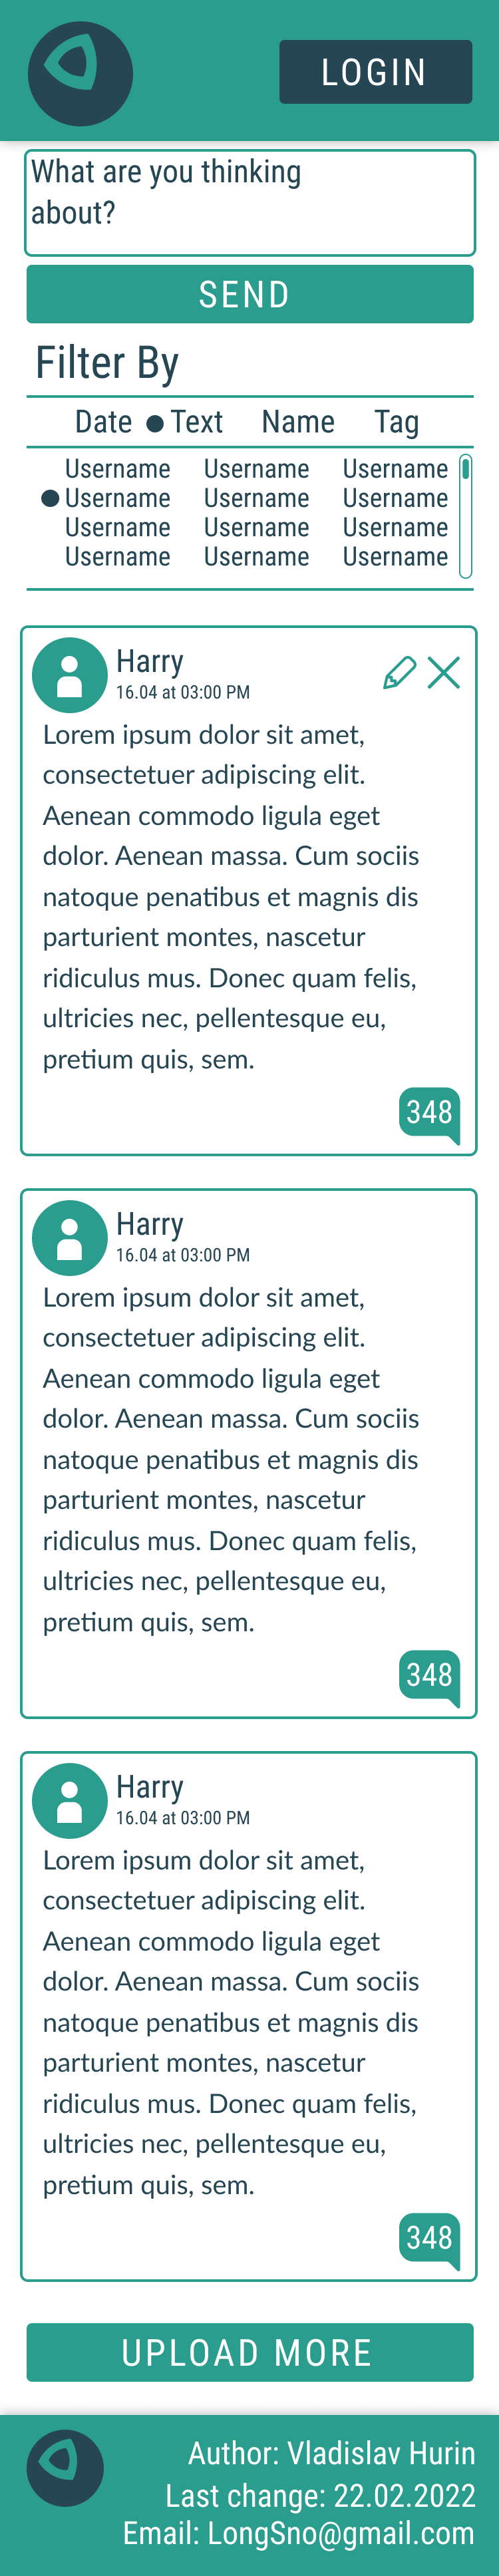 LOGIN
What are you thinking
about?
SEND
Filter By
Date Text Name Tag
Username Username Username
Username Username Username
Username Username Username
Username Username Username
Harry
16.04 at 03:00 PM
Lorem ipsum dolor sit amet,
consectetuer adipiscing elit.
Aenean commodo ligula eget
dolor. Aenean massa. Cum sociis
natoque penatibus et magnis dis
parturient montes, nascetur
ridiculus mus. Donec quam felis,
ultricies nec, pellentesque eu,
pretium quis, sem.
348
Harry
16.04 at 03:00 PM
Lorem ipsum dolor sit amet,
consectetuer adipiscing elit.
Aenean commodo ligula eget
dolor. Aenean massa. Cum sociis
natoque penatibus et magnis dis
parturient montes, nascetur
ridiculus mus. Donec quam felis,
ultricies nec, pellentesque eu,
pretium quis, sem.
348
Harry
16.04 at 03:00 PM
Lorem ipsum dolor sit amet,
consectetuer adipiscing elit.
Aenean commodo ligula eget
dolor. Aenean massa. Cum sociis
natoque penatibus et magnis dis
parturient montes, nascetur
ridiculus mus. Donec quam felis,
ultricies nec, pellentesque eu,
pretium quis, sem.
348
UPLOAD MORE
Author: Vladislav Hurin
Last change: 22.02.2022
Email: LongSno@gmail.com